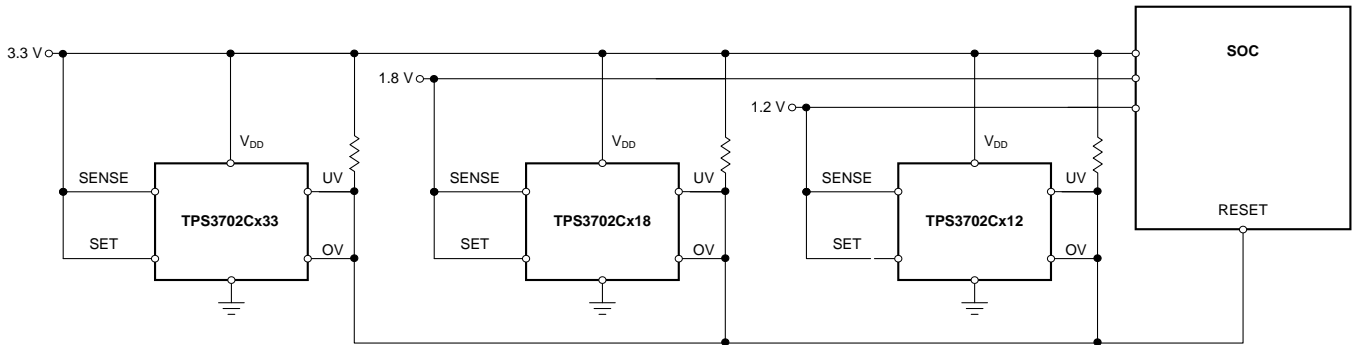 SOC
3.3 V
1.8 V
1.2 V
VDD
VDD
VDD
SENSE
UV
SENSE
UV
SENSE
UV
TPS3702Cx33
TPS3702Cx18
TPS3702Cx12
RESET
SET
OV
SET
OV
SET
OV